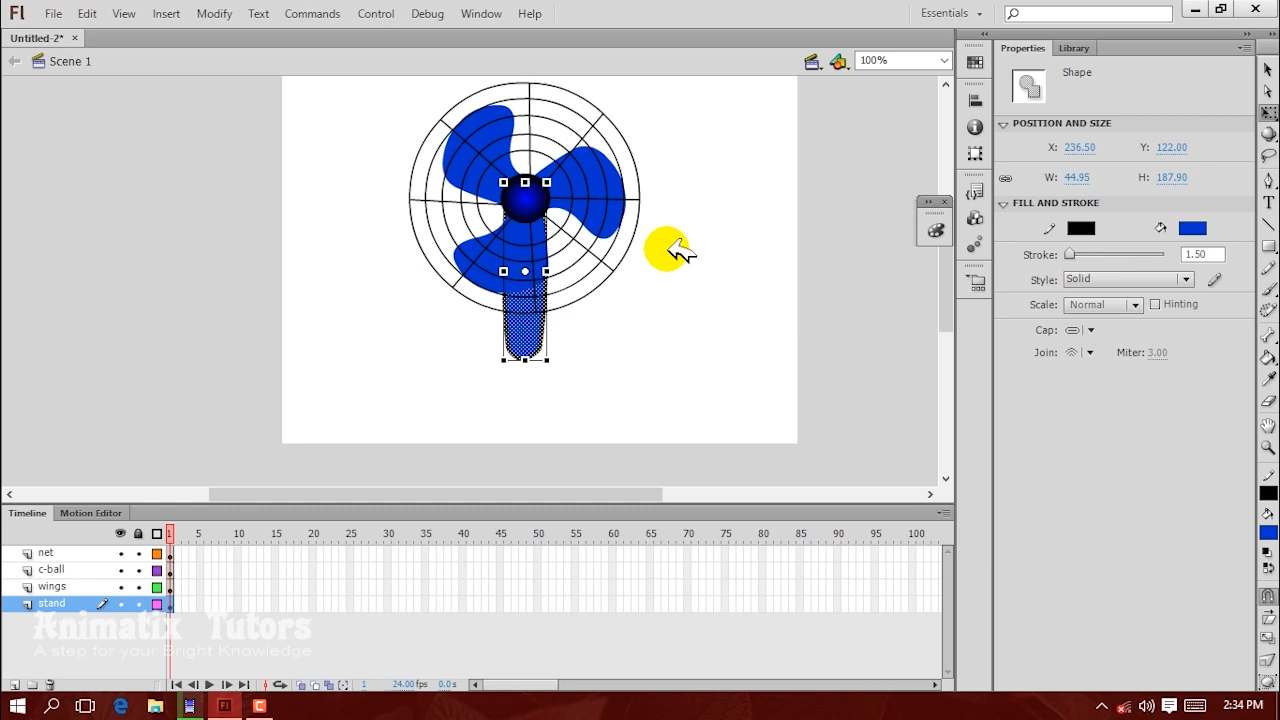 Fl File Edit View Insert Modify Text Commands Control Debug Window Help Essentials
Untitled-2* ×
Scene 1 100%
Properties Library
Shape
POSITION AND SIZE
X: 236.50 Y: 122.00
W: 44.95 H: 187.90
FILL AND STROKE
Stroke: 1.50
Style: Solid
Scale: Normal Hinting
Cap:
Join: Miter: 3.00
Timeline Motion Editor
1 5 10 15 20 25 30 35 40 45 50 55 60 65 70 75 80 85 90 95 100
net
c-ball
wings
stand
Animatix Tutors
A step for your Bright Knowledge
1 24.00 fps 0.0 s
Fl 2:34 PM